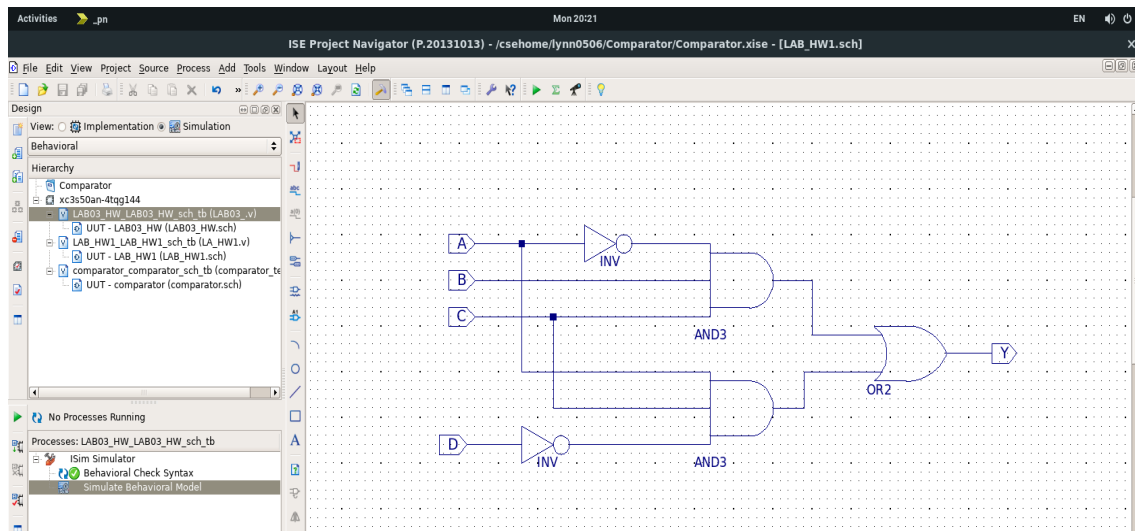 Activities _pn Mon 20:21 EN
ISE Project Navigator (P.20131013) - /csehome/lynn0506/Comparator/Comparator.xise - [LAB_HW1.sch]
File Edit View Project Source Process Add Tools Window Layout Help
Design
View: Implementation Simulation
Behavioral
Hierarchy
Comparator
xc3s50an-4tqg144
LAB03_HW_LAB03_HW_sch_tb (LAB03_.v)
UUT - LAB03_HW (LAB03_HW.sch)
LAB_HW1_LAB_HW1_sch_tb (LA_HW1.v)
UUT - LAB_HW1 (LAB_HW1.sch)
comparator_comparator_sch_tb (comparator_te
UUT - comparator (comparator.sch)
No Processes Running
Processes: LAB03_HW_LAB03_HW_sch_tb
ISim Simulator
Behavioral Check Syntax
Simulate Behavioral Model
A
INV
B
C
AND3
Y
OR2
D
INV
AND3